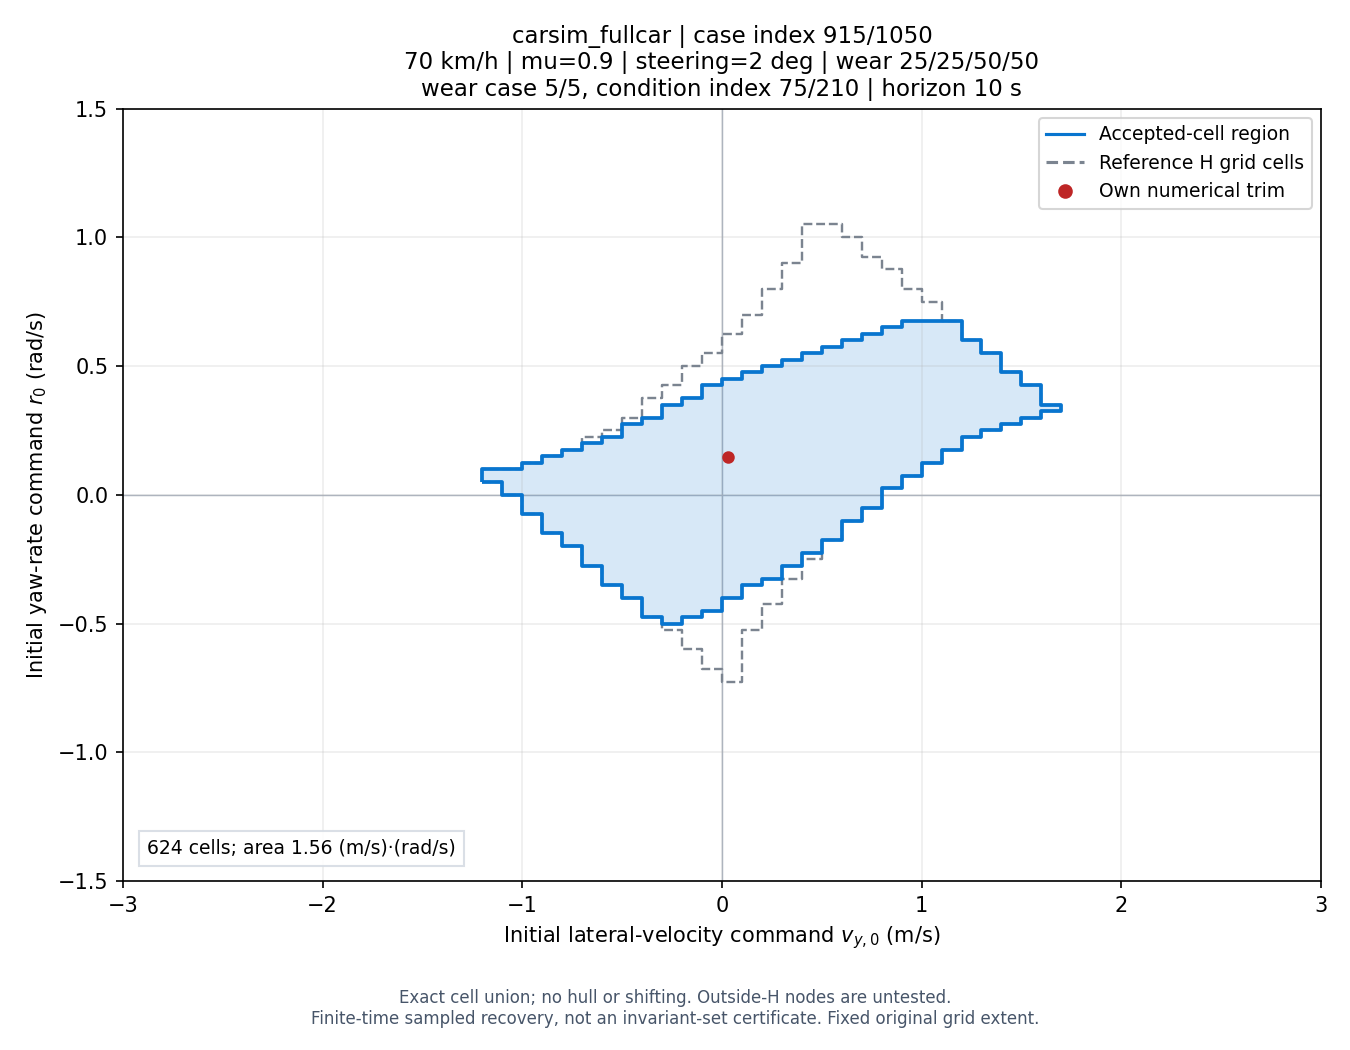 carsim_fullcar | case index 915/1050
70 km/h | mu=0.9 | steering=2 deg | wear 25/25/50/50
wear case 5/5, condition index 75/210 | horizon 10 s
Accepted-cell region
Reference H grid cells
Own numerical trim
Initial yaw-rate command r₀ (rad/s)
1.5
1.0
0.5
0.0
−0.5
−1.0
−1.5
624 cells; area 1.56 (m/s)·(rad/s)
−3
−2
−1
0
1
2
3
Initial lateral-velocity command v_{y,0} (m/s)
Exact cell union; no hull or shifting. Outside-H nodes are untested.
Finite-time sampled recovery, not an invariant-set certificate. Fixed original grid extent.